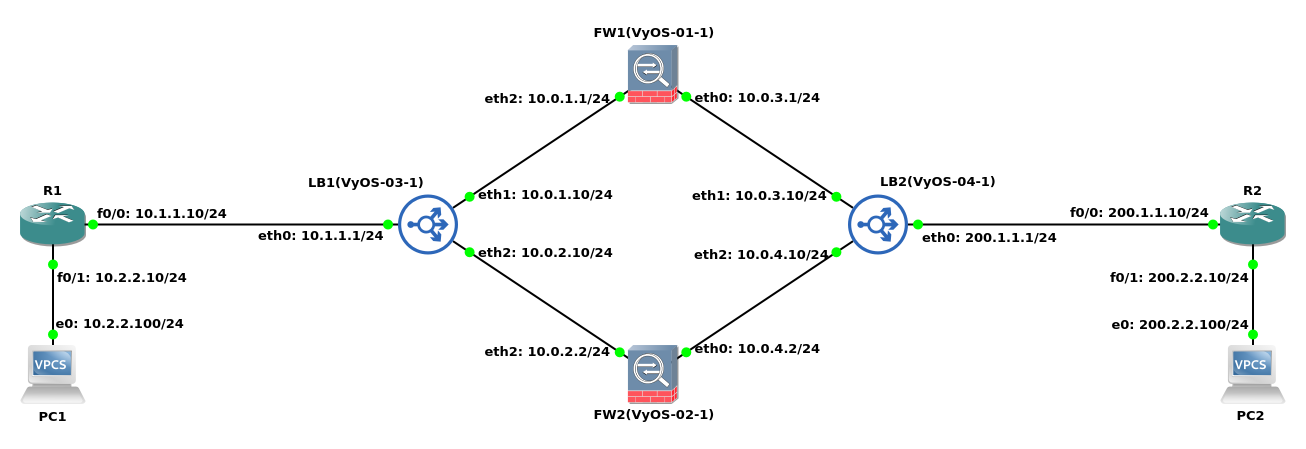 FW1(VyOS-01-1)
eth2: 10.0.1.1/24
eth0: 10.0.3.1/24
LB1(VyOS-03-1)
LB2(VyOS-04-1)
R1
R2
eth1: 10.0.1.10/24
eth1: 10.0.3.10/24
f0/0: 10.1.1.10/24
f0/0: 200.1.1.10/24
eth0: 10.1.1.1/24
eth0: 200.1.1.1/24
eth2: 10.0.2.10/24
eth2: 10.0.4.10/24
f0/1: 10.2.2.10/24
f0/1: 200.2.2.10/24
e0: 10.2.2.100/24
e0: 200.2.2.100/24
eth2: 10.0.2.2/24
eth0: 10.0.4.2/24
VPCS
VPCS
PC1
FW2(VyOS-02-1)
PC2